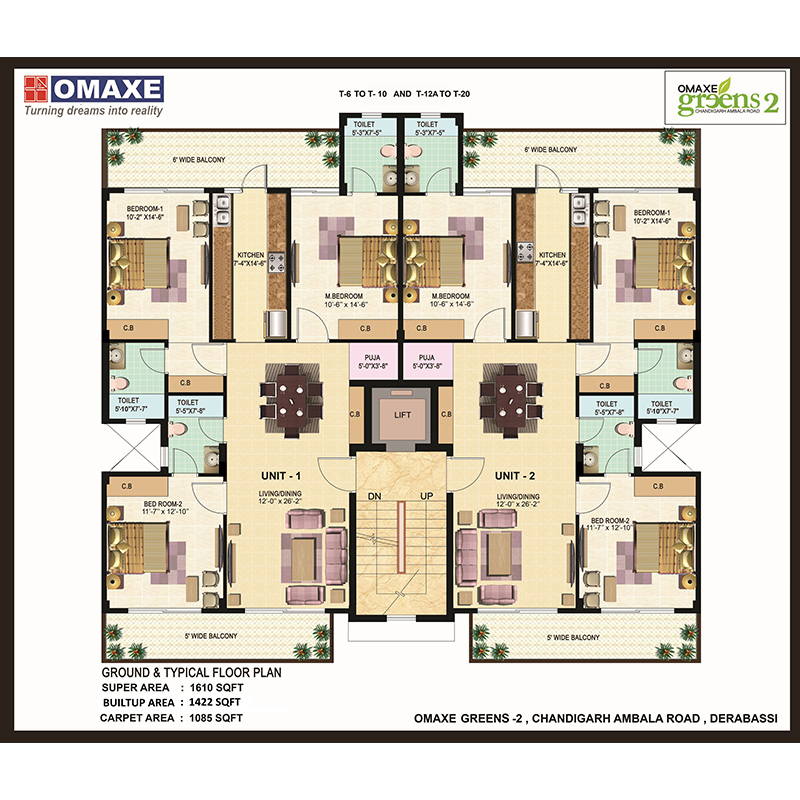 OMAXE
Turning dreams into reality
T-6 TO T- 10 AND T-12A TO T-20
OMAXE
greens 2
CHANDIGARH AMBALA ROAD
TOILET
5'-3"X7'-5"
TOILET
5'-3"X7'-5"
6' WIDE BALCONY
6' WIDE BALCONY
BEDROOM-1
10'-2" X14'-6"
KITCHEN
7'-4"X14'-6"
M.BEDROOM
10'-6" x 14'-6"
M.BEDROOM
10'-6" x 14'-6"
KITCHEN
7'-4"X14'-6"
BEDROOM-1
10'-2" X14'-6"
C.B
C.B
C.B
C.B
PUJA
5'-0"X3'-8"
PUJA
5'-0"X3'-8"
C.B
C.B
TOILET
5'-10"X7'-7"
TOILET
5'-5"X7'-8"
C.B
LIFT
C.B
TOILET
5'-5"X7'-8"
TOILET
5'-10"X7'-7"
UNIT - 1
UNIT - 2
C.B
C.B
LIVING/DINING
12'-0" x 26'-2"
DN
UP
LIVING/DINING
12'-0" x 26'-2"
BED ROOM-2
11'-7" x 12'-10"
BED ROOM-2
11'-7" x 12'-10"
5' WIDE BALCONY
5' WIDE BALCONY
GROUND & TYPICAL FLOOR PLAN
SUPER AREA : 1610 SQFT
BUILTUP AREA : 1422 SQFT
CARPET AREA : 1085 SQFT
OMAXE GREENS -2 , CHANDIGARH AMBALA ROAD , DERABASSI